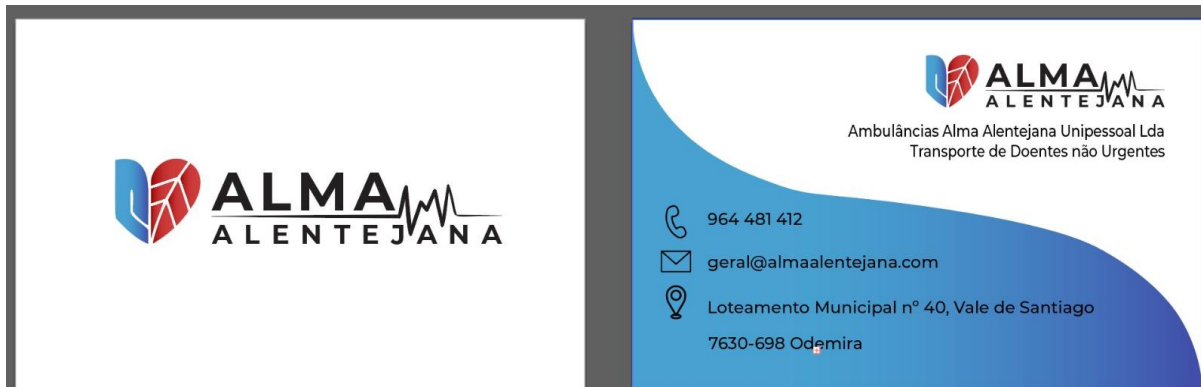 ALMA
ALENTEJANA
ALMA
ALENTEJANA
Ambulâncias Alma Alentejana Unipessoal Lda
Transporte de Doentes não Urgentes
964 481 412
geral@almaalentejana.com
Loteamento Municipal nº 40, Vale de Santiago
7630-698 Odemira